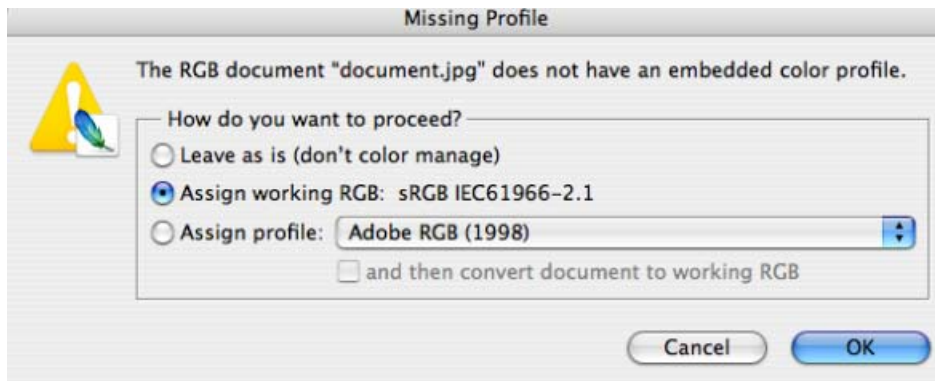 Missing Profile
The RGB document "document.jpg" does not have an embedded color profile.
How do you want to proceed?
Leave as is (don't color manage)
Assign working RGB: sRGB IEC61966-2.1
Assign profile: Adobe RGB (1998)
and then convert document to working RGB
Cancel OK